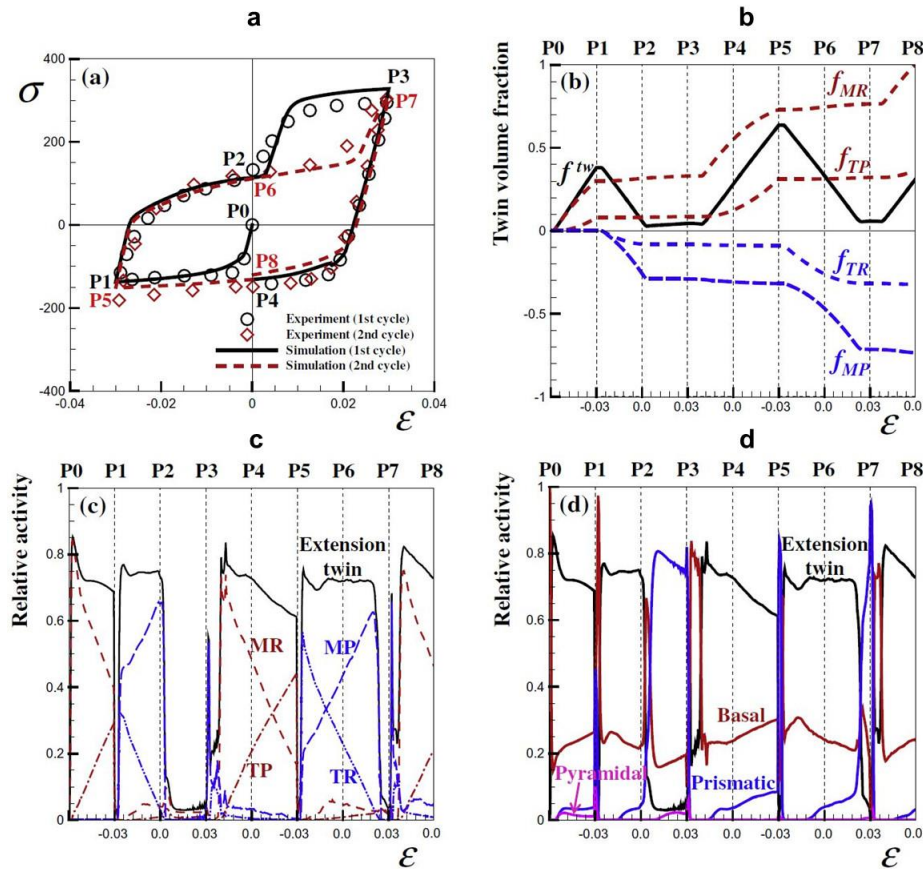 a
b
(a)
400
200
0
-200
-400
σ
-0.04
-0.02
0
0.02
0.04
ε
P0
P1
P2
P3
P4
P5
P6
P7
P8
Experiment (1st cycle)
Experiment (2nd cycle)
Simulation (1st cycle)
Simulation (2nd cycle)
P0 P1 P2 P3 P4 P5 P6 P7 P8
(b)
Twin volume fraction
1
0.5
0
-0.5
-1
f MR
f tw
f TP
f TR
f MP
0.0 -0.03 0.0 0.03 0.0 -0.03 0.0 0.03 0.0
ε
c
d
P0 P1 P2 P3 P4 P5 P6 P7 P8
(c)
Relative activity
0.8
0.6
0.4
0.2
0
Extension
twin
MR
MP
TP
TR
-0.03 0.0 0.03 0.0 -0.03 0.0 0.03 0.0
ε
P0 P1 P2 P3 P4 P5 P6 P7 P8
(d)
Relative activity
1
0.8
0.6
0.4
0.2
0
Extension
twin
Basal
Pyramida
Prismatic
-0.03 0.0 0.03 0.0 -0.03 0.0 0.03 0.0
ε